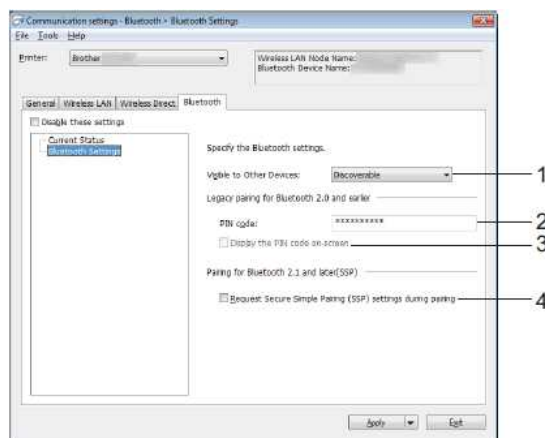 Communication settings - Bluetooth > Bluetooth Settings
File Tools Help
Printer: Brother
Wireless LAN Node Name:
Bluetooth Device Name:
General Wireless LAN Wireless Direct Bluetooth
Disable these settings
Current Status
Bluetooth Settings
Specify the Bluetooth settings.
Visible to Other Devices: Discoverable 1
Legacy pairing for Bluetooth 2.0 and earlier
PIN code: ********** 2
Display the PIN code on screen 3
Pairing for Bluetooth 2.1 and later(SSP)
Request Secure Simple Pairing (SSP) settings during pairing 4
Apply Exit